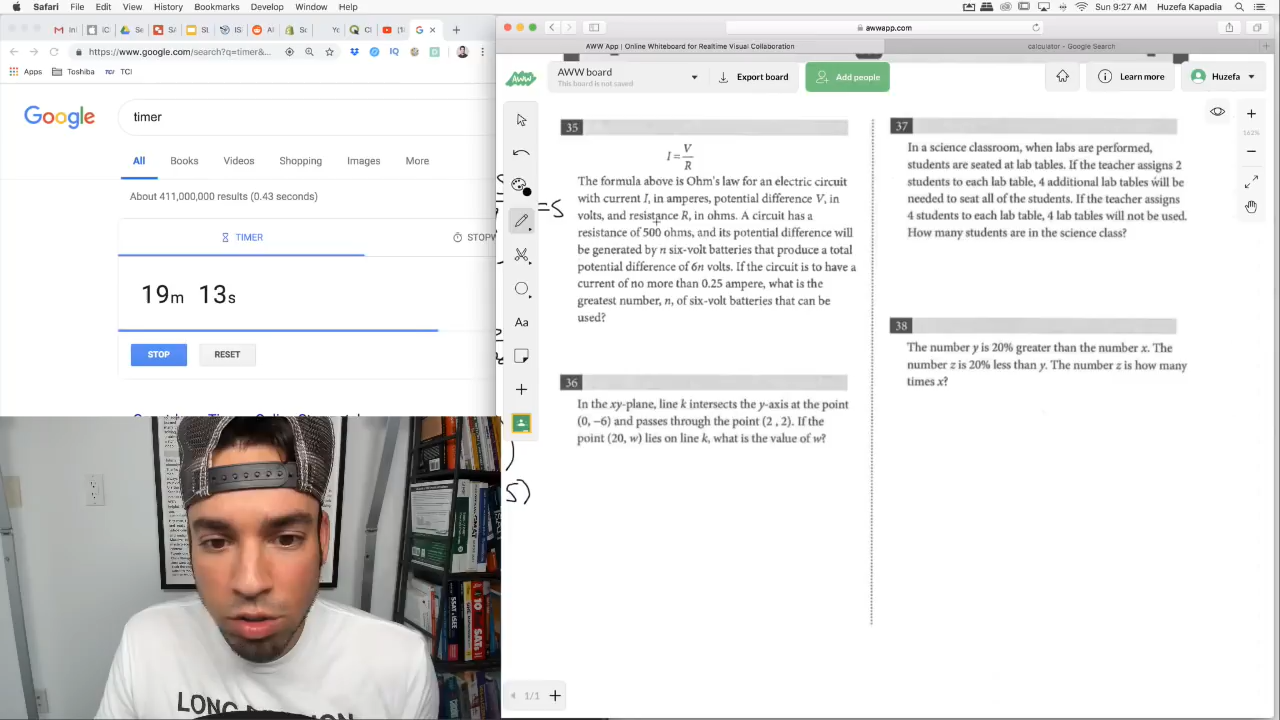 Safari File Edit View History Bookmarks Develop Window Help
Sun 9:27 AM Huzefa Kapadia
https://www.google.com/search?q=timer&...
awwapp.com
AWW App | Online Whiteboard for Realtime Visual Collaboration
calculator - Google Search
Apps Toshiba TCI
AWW board
This board is not saved
Export board
Add people
Learn more
Huzefa
Google
timer
All Books Videos Shopping Images More
About 411,000,000 results (0.43 seconds)
TIMER
19m 13s
STOP
RESET
=5
5)
Aa
163%
1/1
35
I = V
R
The formula above is Ohm's law for an electric circuit
with current I, in amperes, potential difference V, in
volts, and resistance R, in ohms. A circuit has a
resistance of 500 ohms, and its potential difference will
be generated by n six-volt batteries that produce a total
potential difference of 6n volts. If the circuit is to have a
current of no more than 0.25 ampere, what is the
greatest number, n, of six-volt batteries that can be
used?
36
In the xy-plane, line k intersects the y-axis at the point
(0, −6) and passes through the point (2 , 2). If the
point (20, w) lies on line k, what is the value of w?
37
In a science classroom, when labs are performed,
students are seated at lab tables. If the teacher assigns 2
students to each lab table, 4 additional lab tables will be
needed to seat all of the students. If the teacher assigns
4 students to each lab table, 4 lab tables will not be used.
How many students are in the science class?
38
The number y is 20% greater than the number x. The
number z is 20% less than y. The number z is how many
times x?
LONG
SSAT & ISEE